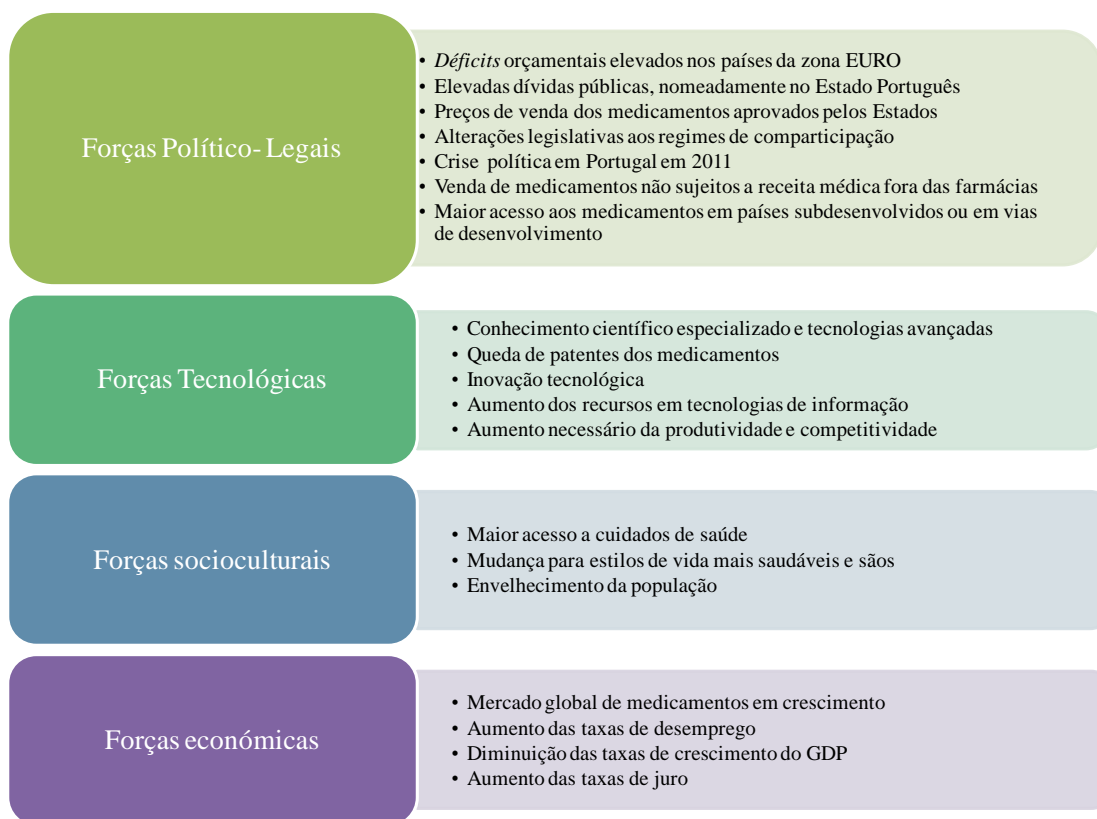 Forças Político- Legais
• Déficits orçamentais elevados nos países da zona EURO
• Elevadas dívidas públicas, nomeadamente no Estado Português
• Preços de venda dos medicamentos aprovados pelos Estados
• Alterações legislativas aos regimes de comparticipação
• Crise política em Portugal em 2011
• Venda de medicamentos não sujeitos a receita médica fora das farmácias
• Maior acesso aos medicamentos em países subdesenvolvidos ou em vias
de desenvolvimento
Forças Tecnológicas
• Conhecimento científico especializado e tecnologias avançadas
• Queda de patentes dos medicamentos
• Inovação tecnológica
• Aumento dos recursos em tecnologias de informação
• Aumento necessário da produtividade e competitividade
Forças socioculturais
• Maior acesso a cuidados de saúde
• Mudança para estilos de vida mais saudáveis e sãos
• Envelhecimento da população
Forças económicas
• Mercado global de medicamentos em crescimento
• Aumento das taxas de desemprego
• Diminuição das taxas de crescimento do GDP
• Aumento das taxas de juro